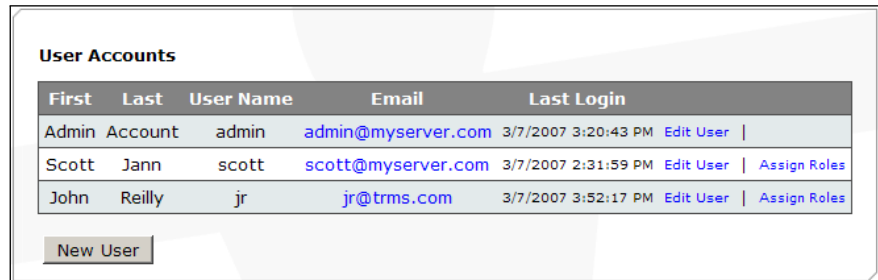 User Accounts
First Last User Name Email Last Login
Admin Account admin admin@myserver.com 3/7/2007 3:20:43 PM Edit User |
Scott Jann scott scott@myserver.com 3/7/2007 2:31:59 PM Edit User | Assign Roles
John Reilly jr jr@trms.com 3/7/2007 3:52:17 PM Edit User | Assign Roles
New User